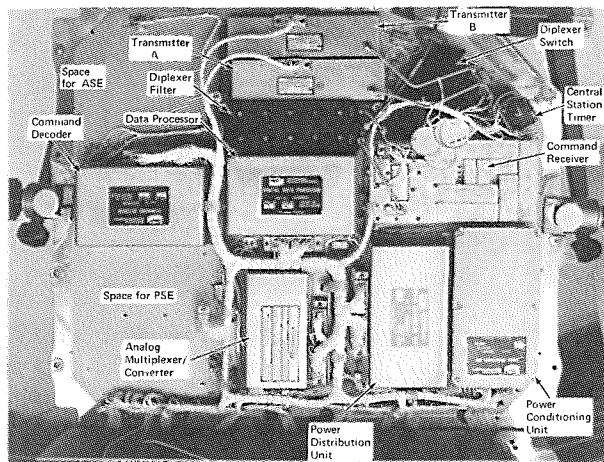 Transmitter
B
Diplexer
Switch
Transmitter
A
Space
for ASE
Diplexer
Filter
Central
Station
Timer
Command
Decoder
Data Processor
Command
Receiver
Space for PSE
Analog
Multiplexer/
Converter
Power
Distribution
Unit
Power
Conditioning
Unit